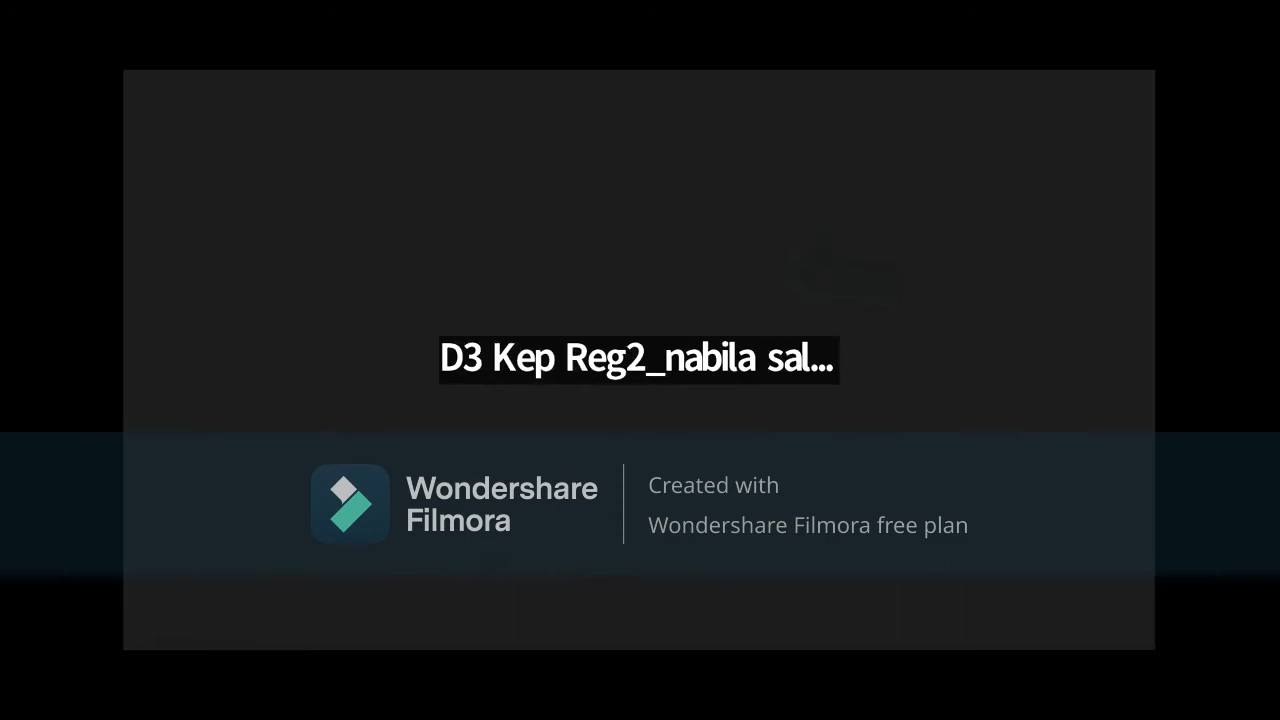 D3 Kep Reg2_nabila sal...
Wondershare
Filmora
Created with
Wondershare Filmora free plan